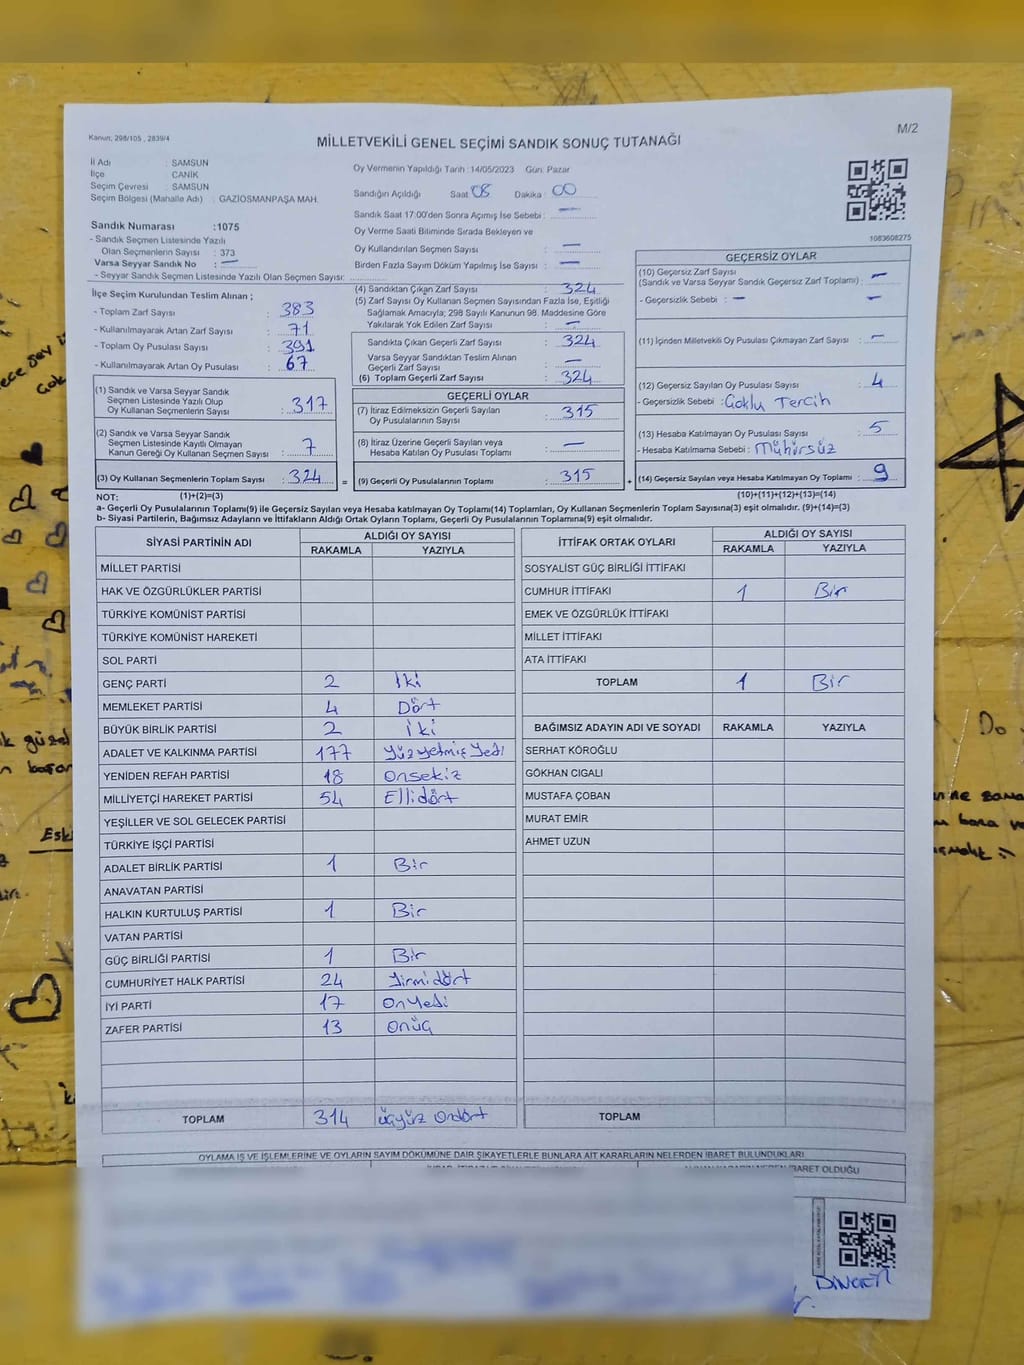 Kanun; 298/105 , 2839/4
M/2
MİLLETVEKİLİ GENEL SEÇİMİ SANDIK SONUÇ TUTANAĞI
İl Adı : SAMSUN
İlçe : CANİK
Seçim Çevresi : SAMSUN
Seçim Bölgesi (Mahalle Adı) : GAZİOSMANPAŞA MAH.
Oy Vermenin Yapıldığı Tarih :14/05/2023 Gün: Pazar
Sandığın Açıldığı Saat: 08 Dakika : 00
Sandık Saat 17:00'den Sonra Açımış İse Sebebi : —
Oy Verme Saati Bitiminde Sırada Bekleyen ve
Oy Kullandırılan Seçmen Sayısı : —
Birden Fazla Sayım Döküm Yapılmış İse Sayısı : —
1083608275
Sandık Numarası :1075
- Sandık Seçmen Listesinde Yazılı
Olan Seçmenlerin Sayısı : 373
Varsa Seyyar Sandık No : —
- Seyyar Sandık Seçmen Listesinde Yazılı Olan Seçmen Sayısı:
İlçe Seçim Kurulundan Teslim Alınan ;
- Toplam Zarf Sayısı : 383
- Kullanılmayarak Artan Zarf Sayısı : 71
- Toplam Oy Pusulası Sayısı : 391
- Kullanılmayarak Artan Oy Pusulası : 67
(1) Sandık ve Varsa Seyyar Sandık
Seçmen Listesinde Yazılı Olup
Oy Kullanan Seçmenlerin Sayısı : 317
(2) Sandık ve Varsa Seyyar Sandık
Seçmen Listesinde Kayıtlı Olmayan
Kanun Gereği Oy Kullanan Seçmen Sayısı : 7
(3) Oy Kullanan Seçmenlerin Toplam Sayısı : 324
(4) Sandıktan Çıkan Zarf Sayısı : 324
(5) Zarf Sayısı Oy Kullanan Seçmen Sayısından Fazla İse, Eşitliği
Sağlamak Amacıyla; 298 Sayılı Kanunun 98. Maddesine Göre
Yakılarak Yok Edilen Zarf Sayısı : —
Sandıkta Çıkan Geçerli Zarf Sayısı : 324
Varsa Seyyar Sandıktan Teslim Alınan
Geçerli Zarf Sayısı : —
(6) Toplam Geçerli Zarf Sayısı : 324
GEÇERLİ OYLAR
(7) İtiraz Edilmeksizin Geçerli Sayılan
Oy Pusulalarının Sayısı : 315
(8) İtiraz Üzerine Geçerli Sayılan veya
Hesaba Katılan Oy Pusulası Toplamı : —
= (9) Geçerli Oy Pusulalarının Toplamı : 315
GEÇERSİZ OYLAR
(10) Geçersiz Zarf Sayısı
(Sandık ve Varsa Seyyar Sandık Geçersiz Zarf Toplamı) : —
- Geçersizlik Sebebi : — —
(11) İçinden Milletvekili Oy Pusulası Çıkmayan Zarf Sayısı : —
(12) Geçersiz Sayılan Oy Pusulası Sayısı : 4
- Geçersizlik Sebebi : Çoklu Tercih
(13) Hesaba Katılmayan Oy Pusulası Sayısı : 5
- Hesaba Katılmama Sebebi : Mühürsüz
+ (14) Geçersiz Sayılan veya Hesaba Katılmayan Oy Toplamı : 9
NOT: (1)+(2)=(3) (10)+(11)+(12)+(13)=(14)
a- Geçerli Oy Pusulalarının Toplamı(9) ile Geçersiz Sayılan veya Hesaba katılmayan Oy Toplamı(14) Toplamları, Oy Kullanan Seçmenlerin Toplam Sayısına(3) eşit olmalıdır. (9)+(14)=(3)
b- Siyasi Partilerin, Bağımsız Adayların ve İttifakların Aldığı Ortak Oyların Toplamı, Geçerli Oy Pusulalarının Toplamına(9) eşit olmalıdır.
SİYASİ PARTİNİN ADI ALDIĞI OY SAYISI
RAKAMLA YAZIYLA
MİLLET PARTİSİ
HAK VE ÖZGÜRLÜKLER PARTİSİ
TÜRKİYE KOMÜNİST PARTİSİ
TÜRKİYE KOMÜNİST HAREKETİ
SOL PARTİ
GENÇ PARTİ 2 İki
MEMLEKET PARTİSİ 4 Dört
BÜYÜK BİRLİK PARTİSİ 2 İki
ADALET VE KALKINMA PARTİSİ 177 Yüzyetmiş Yedi
YENİDEN REFAH PARTİSİ 18 Onsekiz
MİLLİYETÇİ HAREKET PARTİSİ 54 Ellidört
YEŞİLLER VE SOL GELECEK PARTİSİ
TÜRKİYE İŞÇİ PARTİSİ
ADALET BİRLİK PARTİSİ 1 Bir
ANAVATAN PARTİSİ
HALKIN KURTULUŞ PARTİSİ 1 Bir
VATAN PARTİSİ
GÜÇ BİRLİĞİ PARTİSİ 1 Bir
CUMHURİYET HALK PARTİSİ 24 Yirmidört
İYİ PARTİ 17 OnYedi
ZAFER PARTİSİ 13 Onüç
TOPLAM 314 üçyüz Ondört
İTTİFAK ORTAK OYLARI ALDIĞI OY SAYISI
RAKAMLA YAZIYLA
SOSYALİST GÜÇ BİRLİĞİ İTTİFAKI
CUMHUR İTTİFAKI 1 Bir
EMEK VE ÖZGÜRLÜK İTTİFAKI
MİLLET İTTİFAKI
ATA İTTİFAKI
TOPLAM 1 Bir
BAĞIMSIZ ADAYIN ADI VE SOYADI RAKAMLA YAZIYLA
SERHAT KÖROĞLU
GÖKHAN CIGALI
MUSTAFA ÇOBAN
MURAT EMİR
AHMET UZUN
TOPLAM
OYLAMA İŞ VE İŞLEMLERİNE VE OYLARIN SAYIM DÖKÜMÜNE DAİR ŞİKAYETLERLE BUNLARA AİT KARARLARIN NELERDEN İBARET BULUNDUKLARI
İBARET OLDUĞU